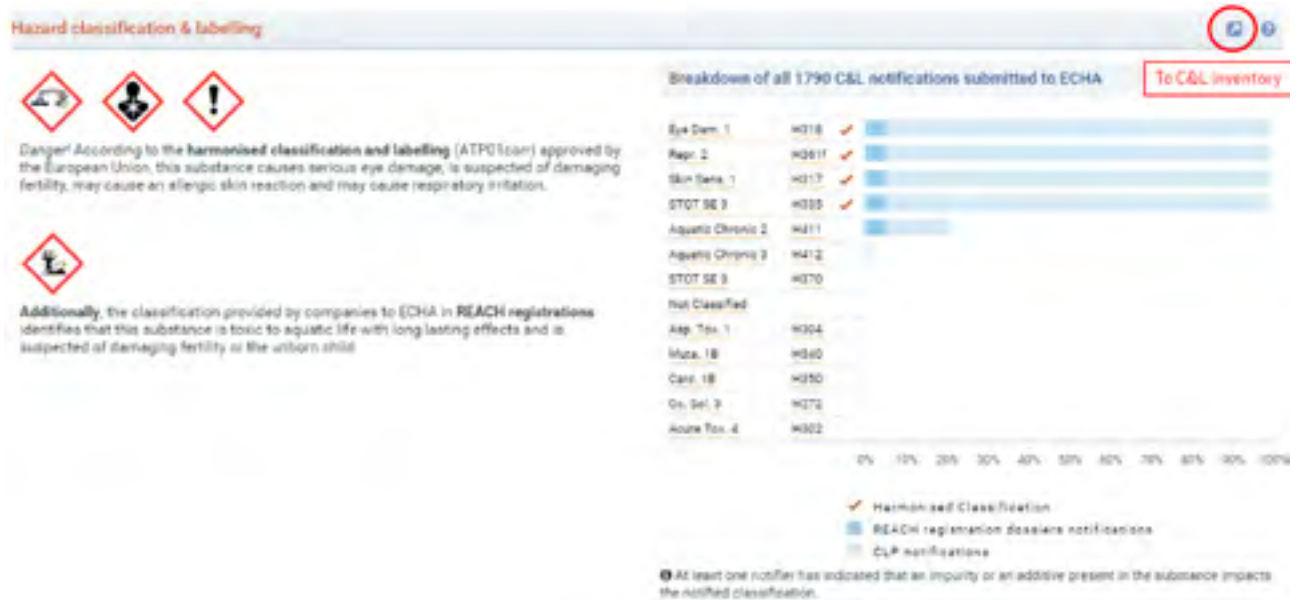 Hazard classification & labelling
Breakdown of all 1790 C&L notifications submitted to ECHA
To C&L inventory
Danger! According to the harmonised classification and labelling (ATP01corr) approved by
the European Union, this substance causes serious eye damage, is suspected of damaging
fertility, may cause an allergic skin reaction and may cause respiratory irritation.
Additionally, the classification provided by companies to ECHA in REACH registrations
identifies that this substance is toxic to aquatic life with long lasting effects and is
suspected of damaging fertility or the unborn child
Eye Dam. 1 H318
Repr. 2 H361f
Skin Sens. 1 H317
STOT SE 3 H335
Aquatic Chronic 2 H411
Aquatic Chronic 3 H412
STOT SE H370
Not Classified
Asp. Tox. 1 H304
Muta. 1B H340
Carc. 1B H350
Ox. Sol. H272
Acute Tox. 4 H302
0% 10% 20% 30% 40% 50% 60% 70% 80% 90% 100%
Harmonised Classification
REACH registration dossiers notifications
CLP notifications
At least one notifier has indicated that an impurity or an additive present in the substance impacts
the notified classification.